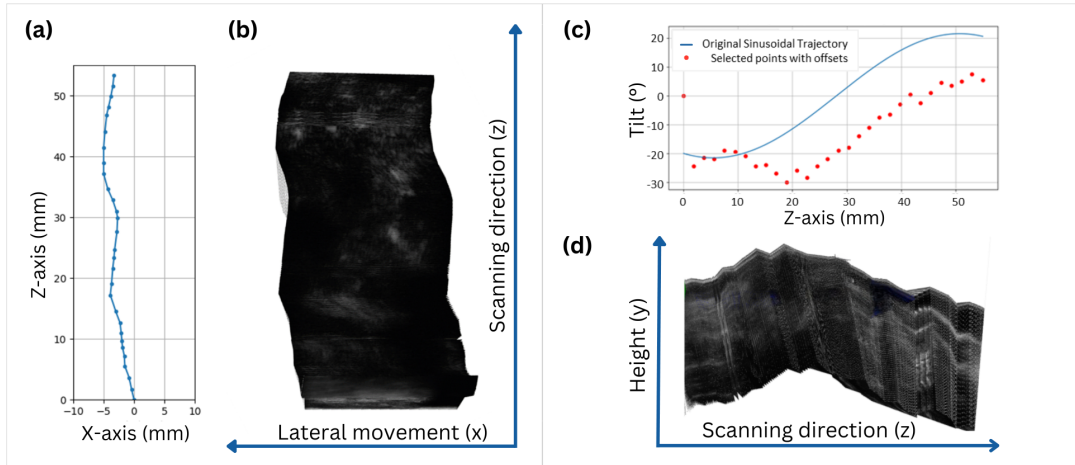 (a)
(b)
(c)
50
40
30
20
10
0
Z-axis (mm)
-10
-5
0
5
10
X-axis (mm)
Scanning direction (z)
Lateral movement (x)
Original Sinusoidal Trajectory
Selected points with offsets
20
10
0
-10
-20
-30
Tilt (º)
0
10
20
30
40
50
Z-axis (mm)
(d)
Height (y)
Scanning direction (z)